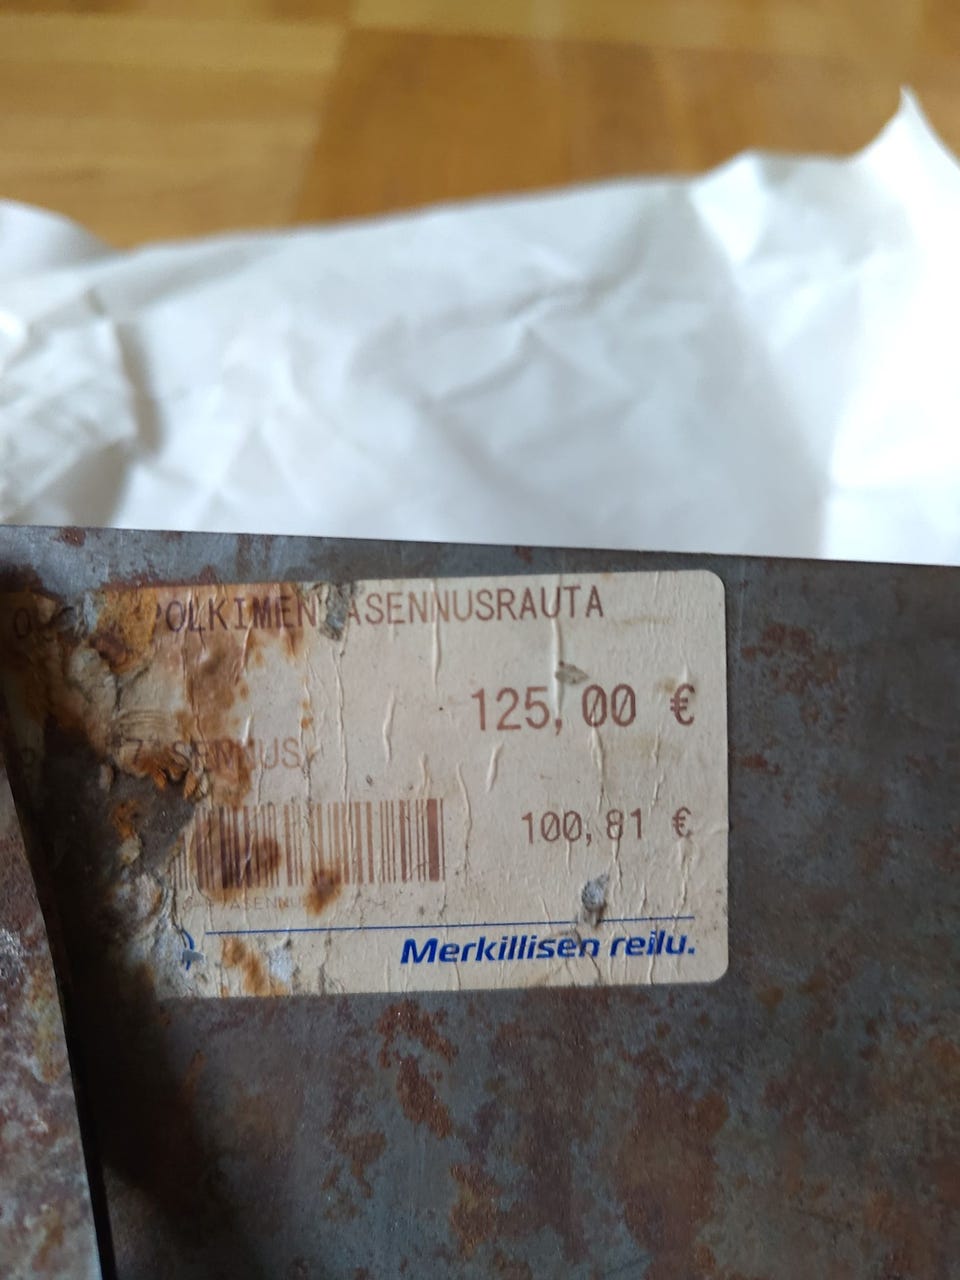 POLKIMEN ASENNUSRAUTA
125,00 €
100,81 €
Merkillisen reilu.